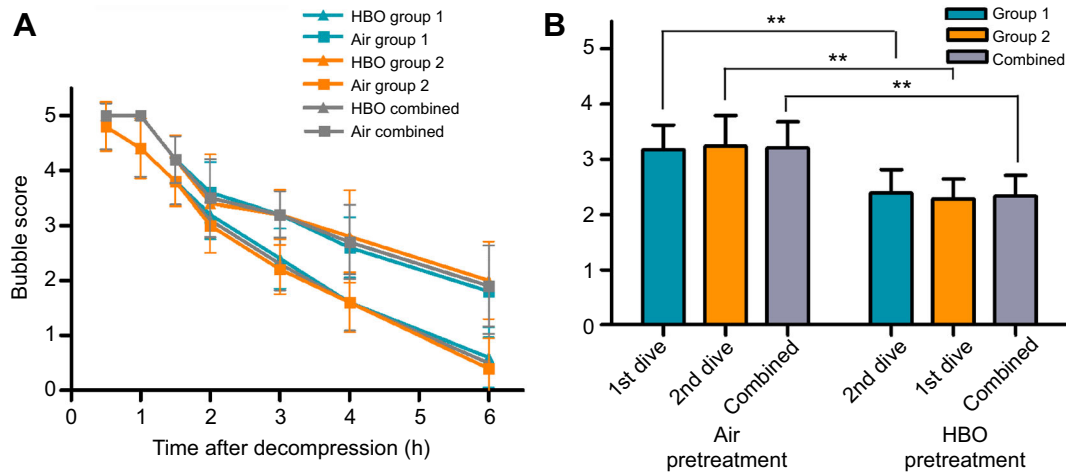 A
HBO group 1
Air group 1
HBO group 2
Air group 2
HBO combined
Air combined
Bubble score
5
4
3
2
1
0
0 1 2 3 4 5 6
Time after decompression (h)
B
Group 1
Group 2
Combined
**
**
**
5
4
3
2
1
0
1st dive
2nd dive
Combined
2nd dive
1st dive
Combined
Air
pretreatment
HBO
pretreatment